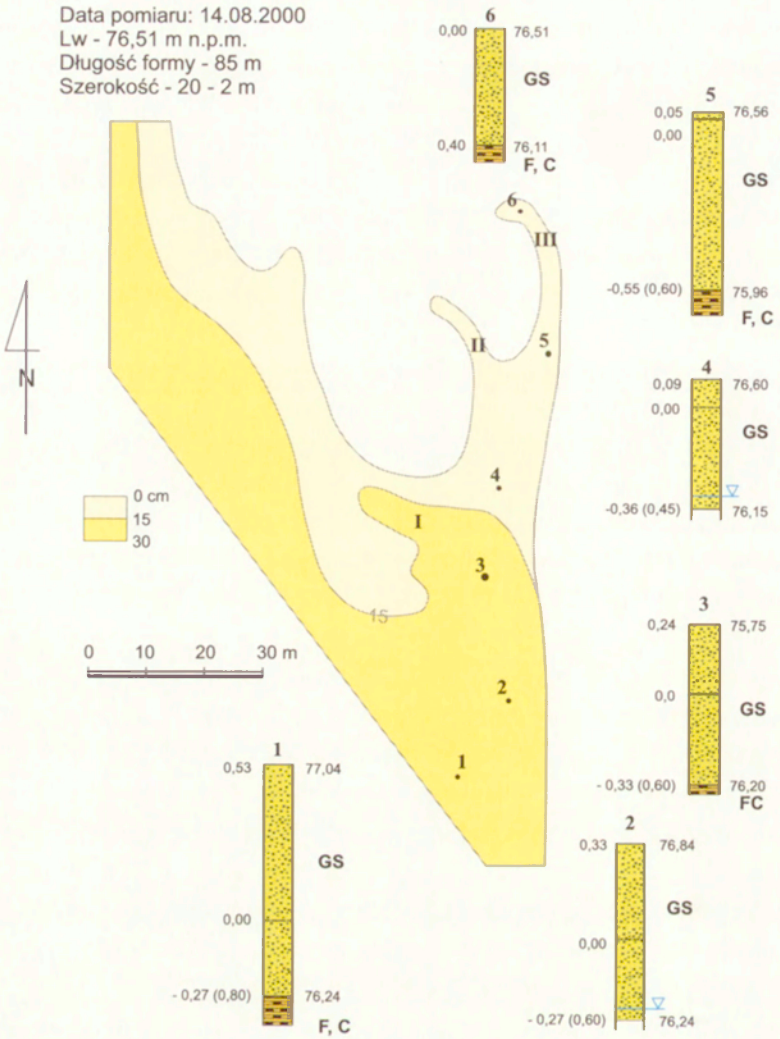 Data pomiaru: 14.08.2000
Lw - 76,51 m n.p.m.
Długość formy - 85 m
Szerokość - 20 - 2 m
6
0,00 76,51
GS
0,40 76,11
F, C
5
0,05 76,56
0,00
GS
-0,55 (0,60) 75,96
F, C
4
0,09 76,60
0,00
GS
-0,36 (0,45) 76,15
3
0,24 75,75
0,0
GS
- 0,33 (0,60) 76,20
FC
2
0,33 76,84
GS
0,00
- 0,27 (0,60) 76,24
1
0,53 77,04
GS
0,00
- 0,27 (0,80) 76,24
F, C
N
0 cm
15
30
0 10 20 30 m
6
III
II
5
4
I
3
15
2
1